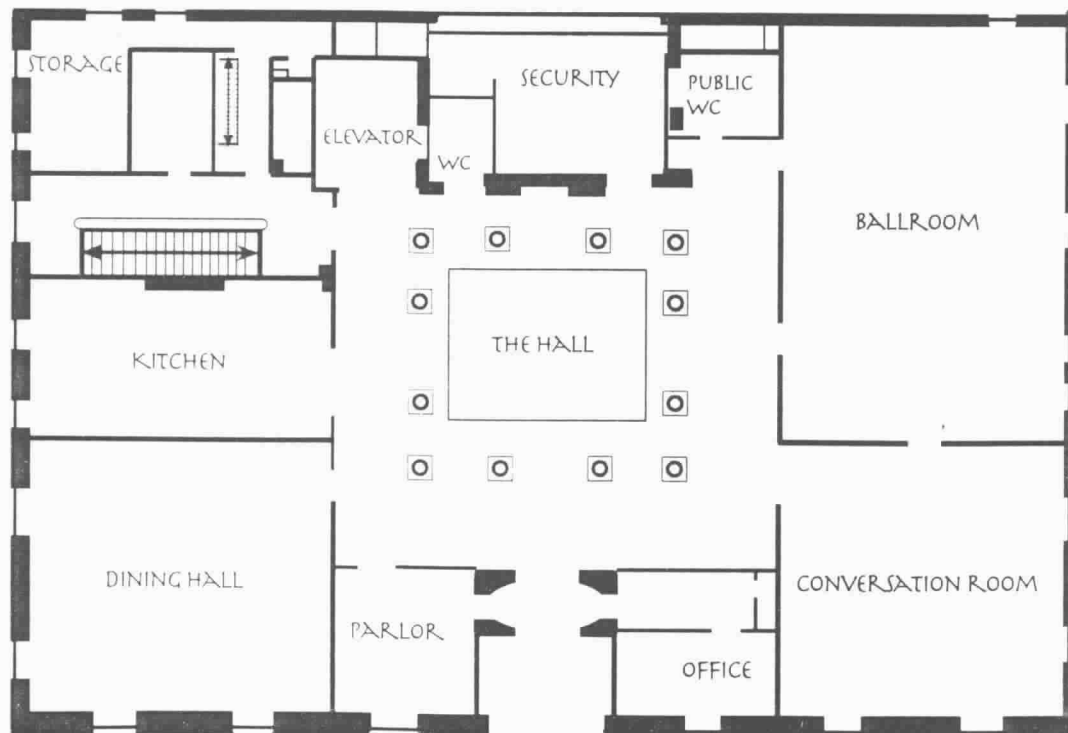 STORAGE
SECURITY
PUBLIC
WC
ELEVATOR
WC
BALLROOM
THE HALL
KITCHEN
DINING HALL
CONVERSATION ROOM
PARLOR
OFFICE